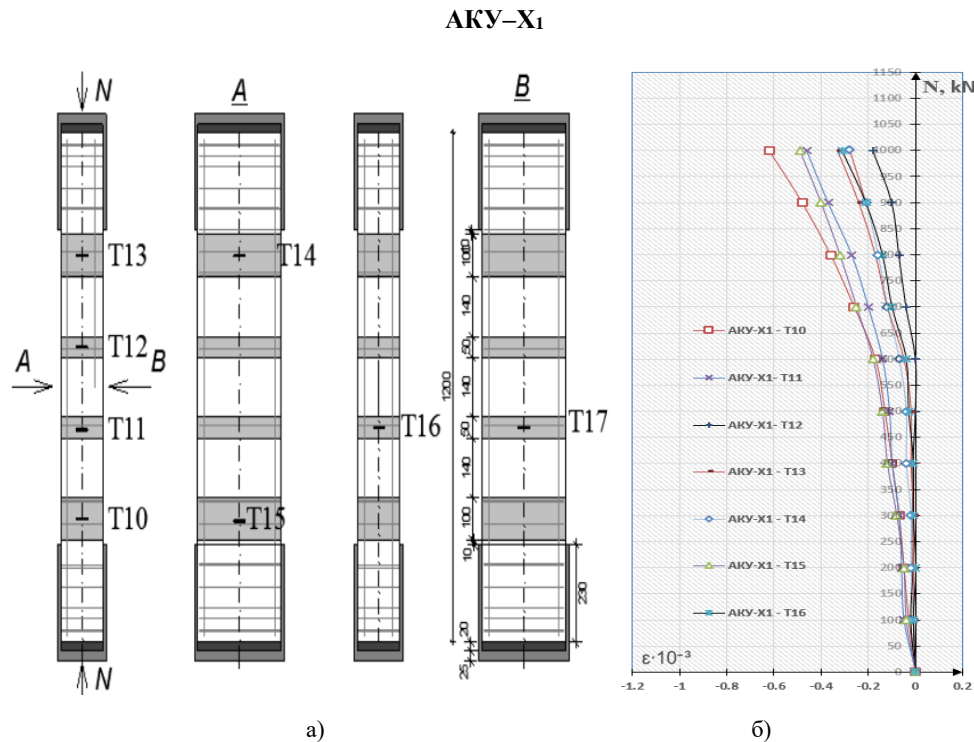 АКУ–X₁
N
A
B
T13
T14
T12
A
B
T11
T16
T17
T10
T15
N
100
140
50
140
50
140
100
10
1200
230
20
25
N, kN
1150
1100
1050
1000
950
900
850
800
750
700
650
600
550
500
450
400
350
300
250
200
150
100
50
0
АКУ-X1 - T10
АКУ-X1- T11
АКУ-X1 - T12
АКУ-X1 - T13
АКУ-X1 - T14
АКУ-X1 - T15
АКУ-X1 - T16
ε·10⁻³
-1.2 -1 -0.8 -0.6 -0.4 -0.2 0 0.2
а) б)